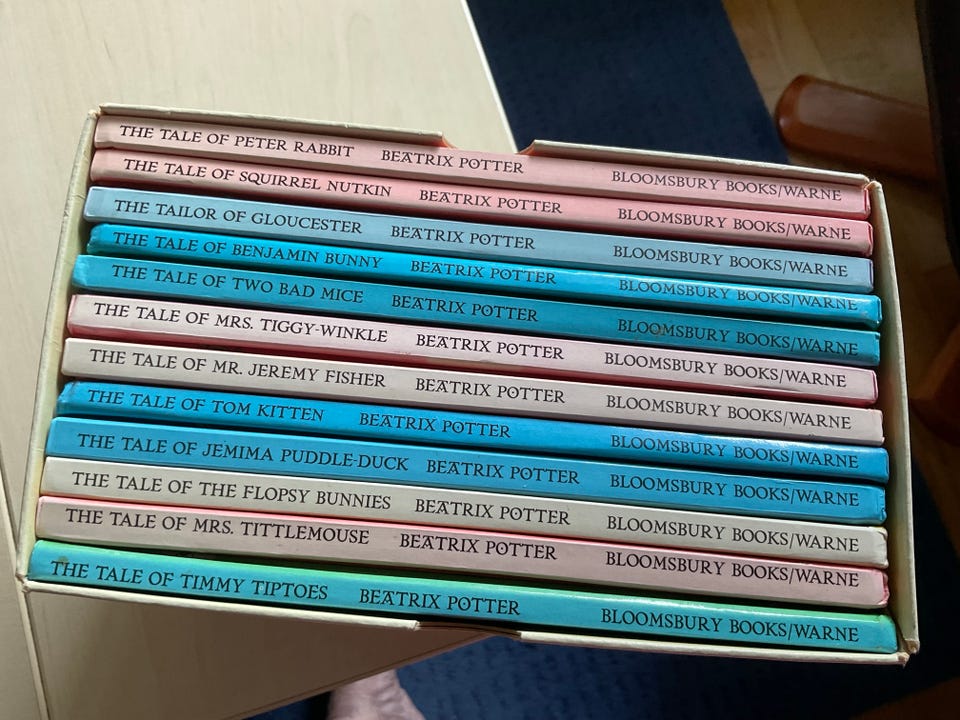 THE TALE OF PETER RABBIT BEATRIX POTTER BLOOMSBURY BOOKS/WARNE
THE TALE OF SQUIRREL NUTKIN BEATRIX POTTER BLOOMSBURY BOOKS/WARNE
THE TAILOR OF GLOUCESTER BEATRIX POTTER BLOOMSBURY BOOKS/WARNE
THE TALE OF BENJAMIN BUNNY BEATRIX POTTER BLOOMSBURY BOOKS/WARNE
THE TALE OF TWO BAD MICE BEATRIX POTTER BLOOMSBURY BOOKS/WARNE
THE TALE OF MRS. TIGGY-WINKLE BEATRIX POTTER BLOOMSBURY BOOKS/WARNE
THE TALE OF MR. JEREMY FISHER BEATRIX POTTER BLOOMSBURY BOOKS/WARNE
THE TALE OF TOM KITTEN BEATRIX POTTER BLOOMSBURY BOOKS/WARNE
THE TALE OF JEMIMA PUDDLE-DUCK BEATRIX POTTER BLOOMSBURY BOOKS/WARNE
THE TALE OF THE FLOPSY BUNNIES BEATRIX POTTER BLOOMSBURY BOOKS/WARNE
THE TALE OF MRS. TITTLEMOUSE BEATRIX POTTER BLOOMSBURY BOOKS/WARNE
THE TALE OF TIMMY TIPTOES BEATRIX POTTER BLOOMSBURY BOOKS/WARNE